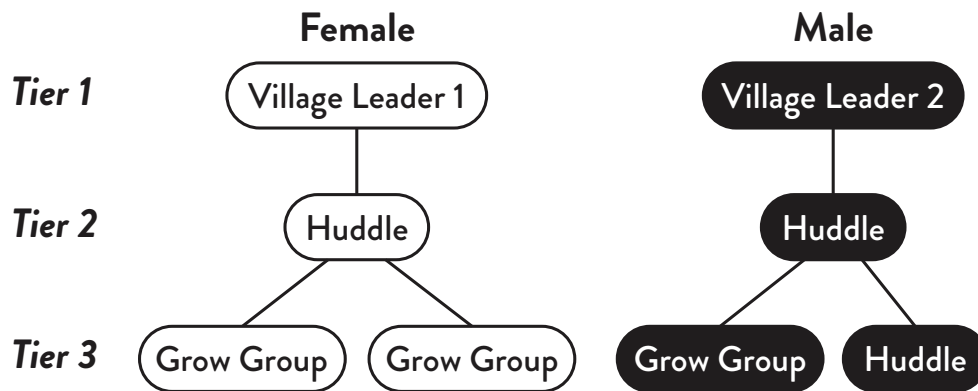 Female Male
Tier 1 Village Leader 1 Village Leader 2
Tier 2 Huddle Huddle
Tier 3 Grow Group Grow Group Grow Group Huddle